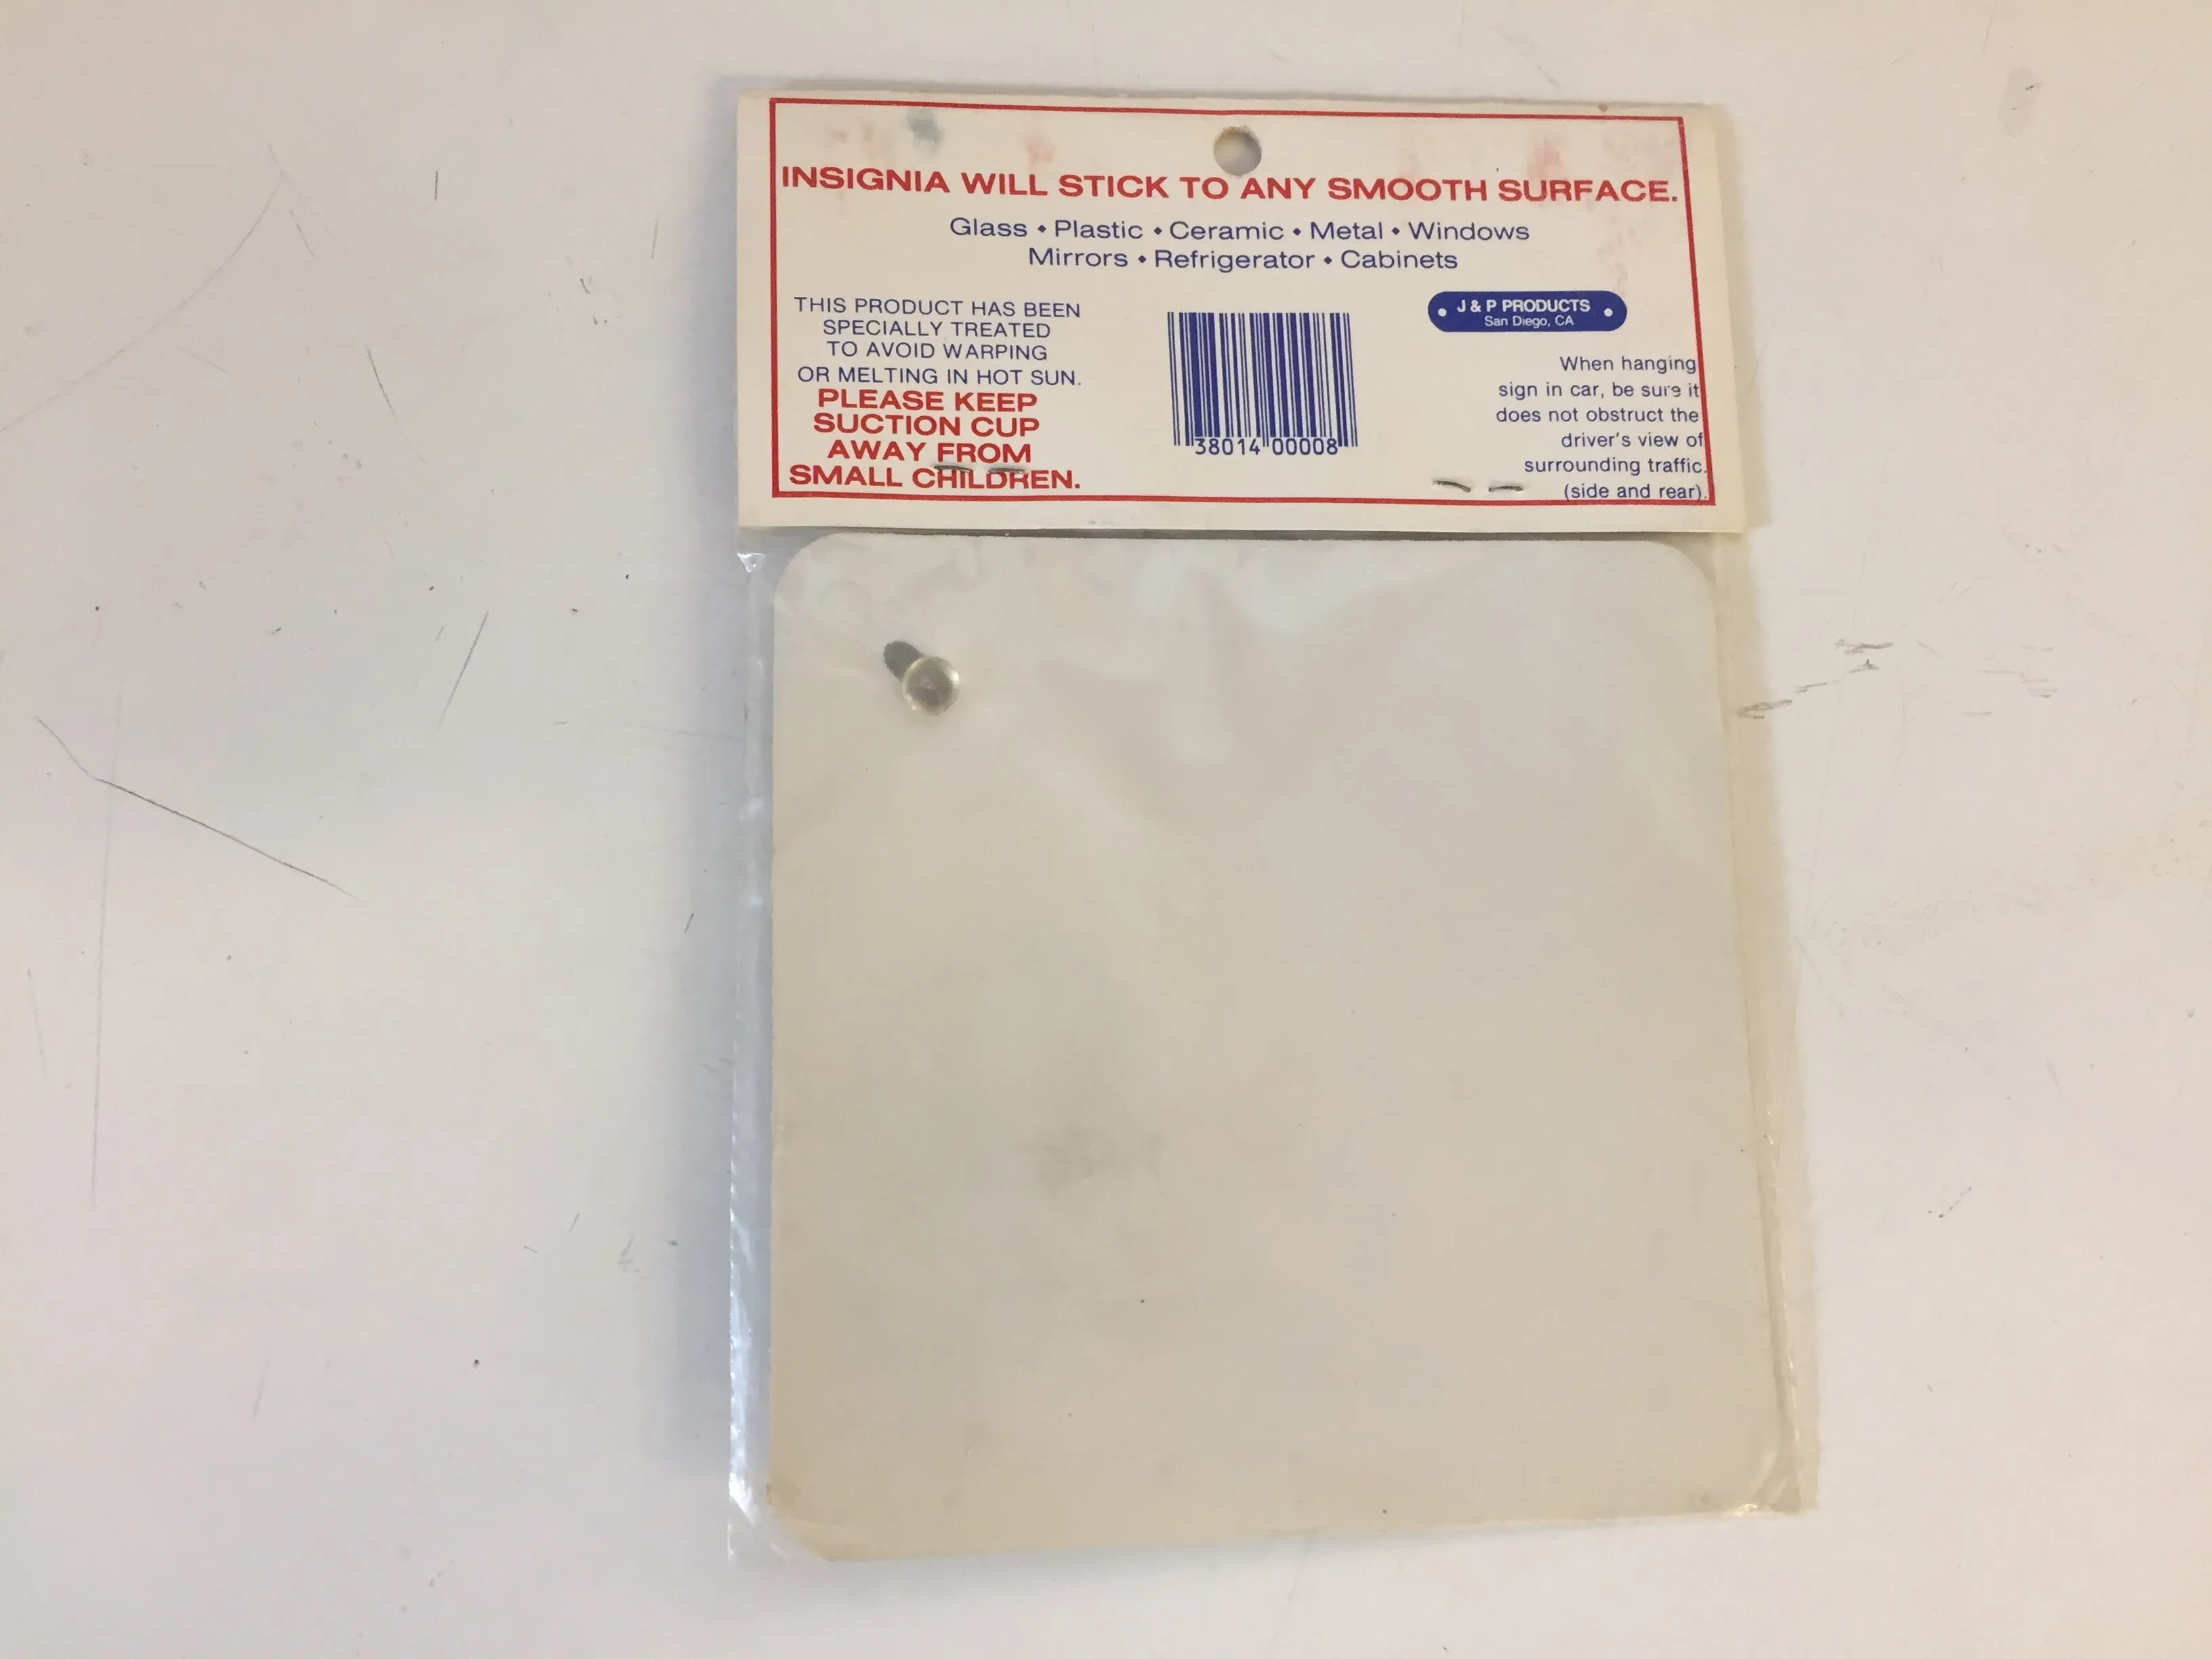 INSIGNIA WILL STICK TO ANY SMOOTH SURFACE.
Glass • Plastic • Ceramic • Metal • Windows
Mirrors • Refrigerator • Cabinets
THIS PRODUCT HAS BEEN
SPECIALLY TREATED
TO AVOID WARPING
OR MELTING IN HOT SUN.
PLEASE KEEP
SUCTION CUP
AWAY FROM
SMALL CHILDREN.
38014 00008
J & P PRODUCTS
San Diego, CA
When hanging
sign in car, be sure it
does not obstruct the
driver's view of
surrounding traffic.
(side and rear).